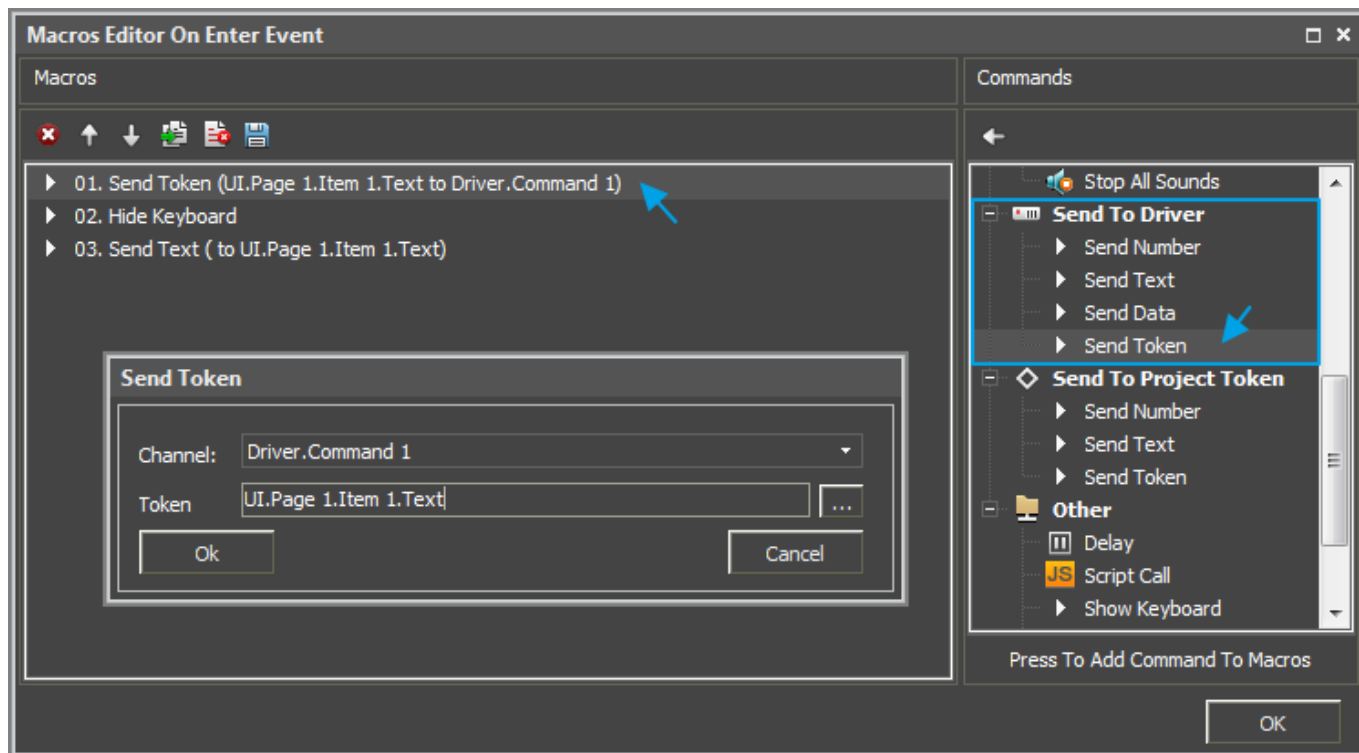 Macros Editor On Enter Event
Macros
Commands
01. Send Token (UI.Page 1.Item 1.Text to Driver.Command 1)
02. Hide Keyboard
03. Send Text ( to UI.Page 1.Item 1.Text)
Send Token
Channel: Driver.Command 1
Token UI.Page 1.Item 1.Text ...
Ok Cancel
Stop All Sounds
Send To Driver
Send Number
Send Text
Send Data
Send Token
Send To Project Token
Send Number
Send Text
Send Token
Other
Delay
JS Script Call
Show Keyboard
Press To Add Command To Macros
OK